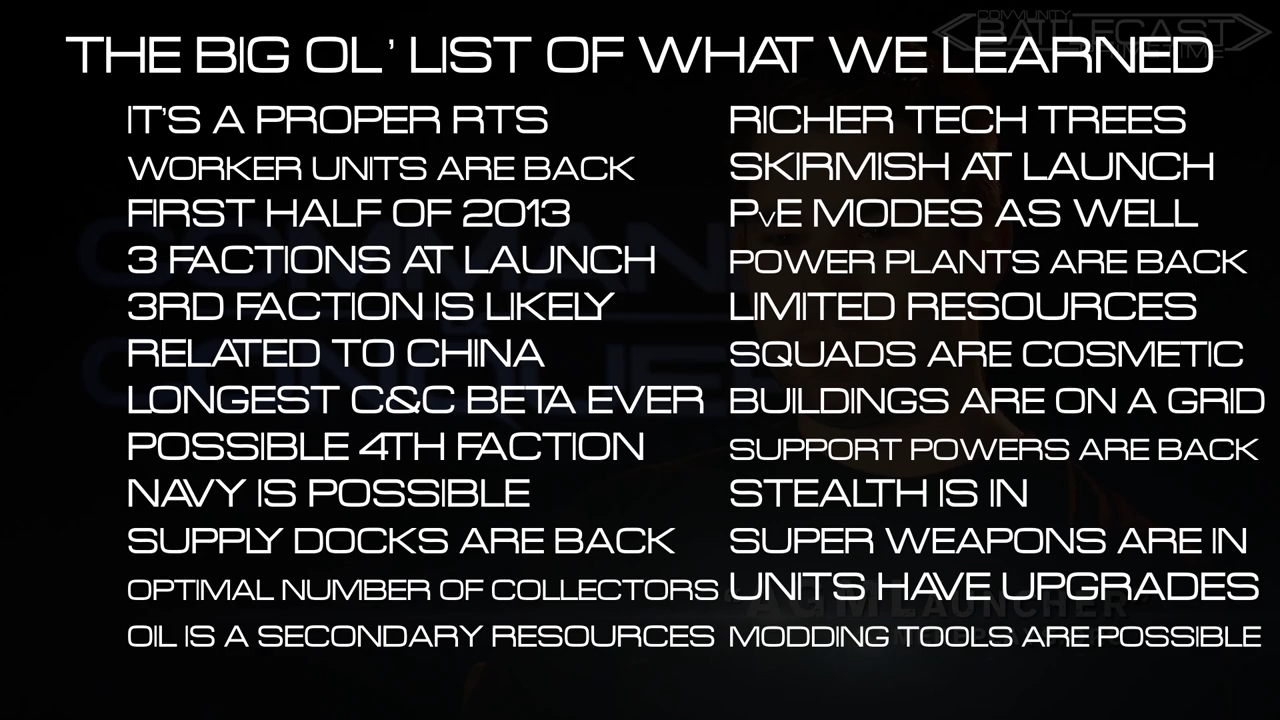 COMMUNITY
BATTLECAST
THE BIG OL' LIST OF WHAT WE LEARNED
IT'S A PROPER RTS
WORKER UNITS ARE BACK
FIRST HALF OF 2013
3 FACTIONS AT LAUNCH
3RD FACTION IS LIKELY
RELATED TO CHINA
LONGEST C&C BETA EVER
POSSIBLE 4TH FACTION
NAVY IS POSSIBLE
SUPPLY DOCKS ARE BACK
OPTIMAL NUMBER OF COLLECTORS
OIL IS A SECONDARY RESOURCES
RICHER TECH TREES
SKIRMISH AT LAUNCH
PvE MODES AS WELL
POWER PLANTS ARE BACK
LIMITED RESOURCES
SQUADS ARE COSMETIC
BUILDINGS ARE ON A GRID
SUPPORT POWERS ARE BACK
STEALTH IS IN
SUPER WEAPONS ARE IN
UNITS HAVE UPGRADES
MODDING TOOLS ARE POSSIBLE
AGMLAUNCHER